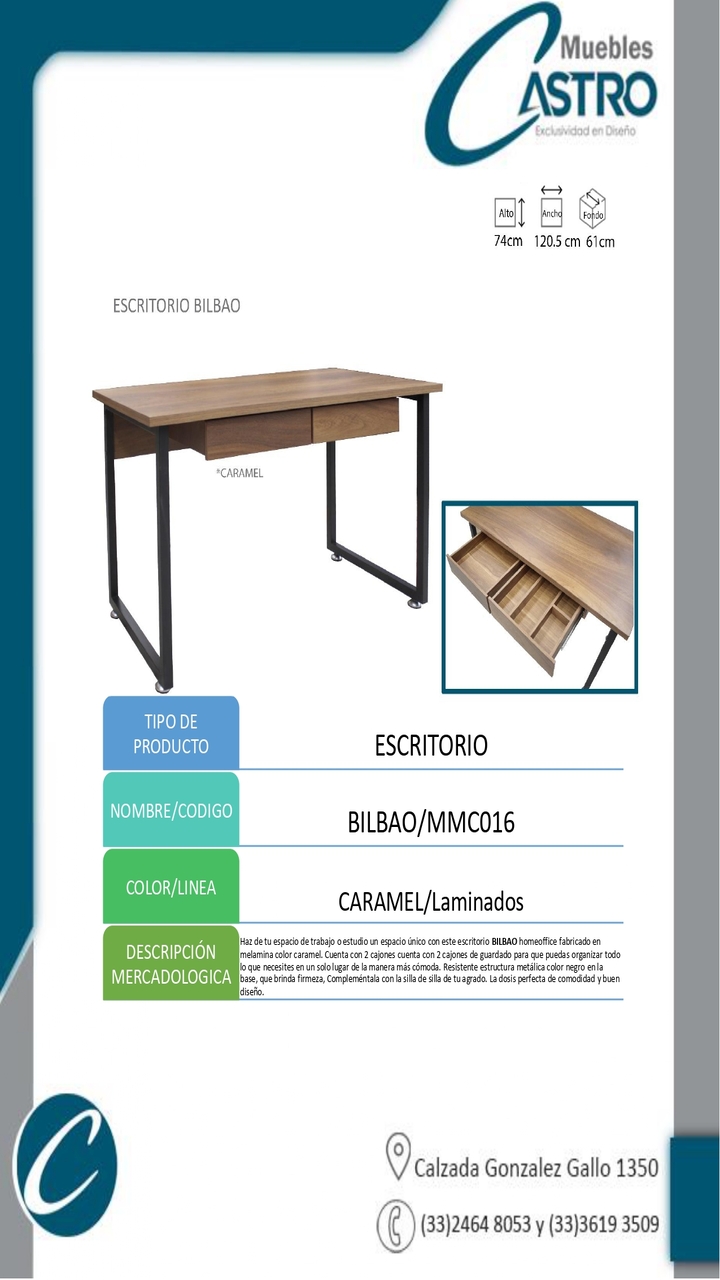 Muebles
CASTRO
Exclusividad en Diseño
Alto
Ancho
Fondo
74cm 120.5 cm 61cm
ESCRITORIO BILBAO
*CARAMEL
TIPO DE
PRODUCTO
ESCRITORIO
NOMBRE/CODIGO
BILBAO/MMC016
COLOR/LINEA
CARAMEL/Laminados
DESCRIPCIÓN
MERCADOLOGICA
Haz de tu espacio de trabajo o estudio un espacio único con este escritorio BILBAO homeoffice fabricado en
melamina color caramel. Cuenta con 2 cajones cuenta con 2 cajones de guardado para que puedas organizar todo
lo que necesites en un solo lugar de la manera más cómoda. Resistente estructura metálica color negro en la
base, que brinda firmeza, Compleméntala con la silla de silla de tu agrado. La dosis perfecta de comodidad y buen
diseño.
C
Calzada Gonzalez Gallo 1350
(33)2464 8053 y (33)3619 3509